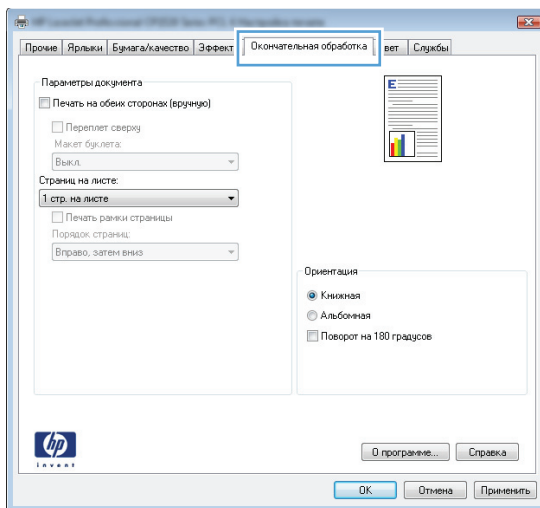 Прочие Ярлыки Бумага/качество Эффект Окончательная обработка вет Службы
Параметры документа
Печать на обеих сторонах (вручную)
Переплет сверху
Макет буклета:
Выкл.
Страниц на листе:
1 стр. на листе
Печать рамки страницы
Порядок страниц:
Вправо, затем вниз
E
Ориентация
Книжная
Альбомная
Поворот на 180 градусов
hp
invent
О программе... Справка
OK Отмена Применить